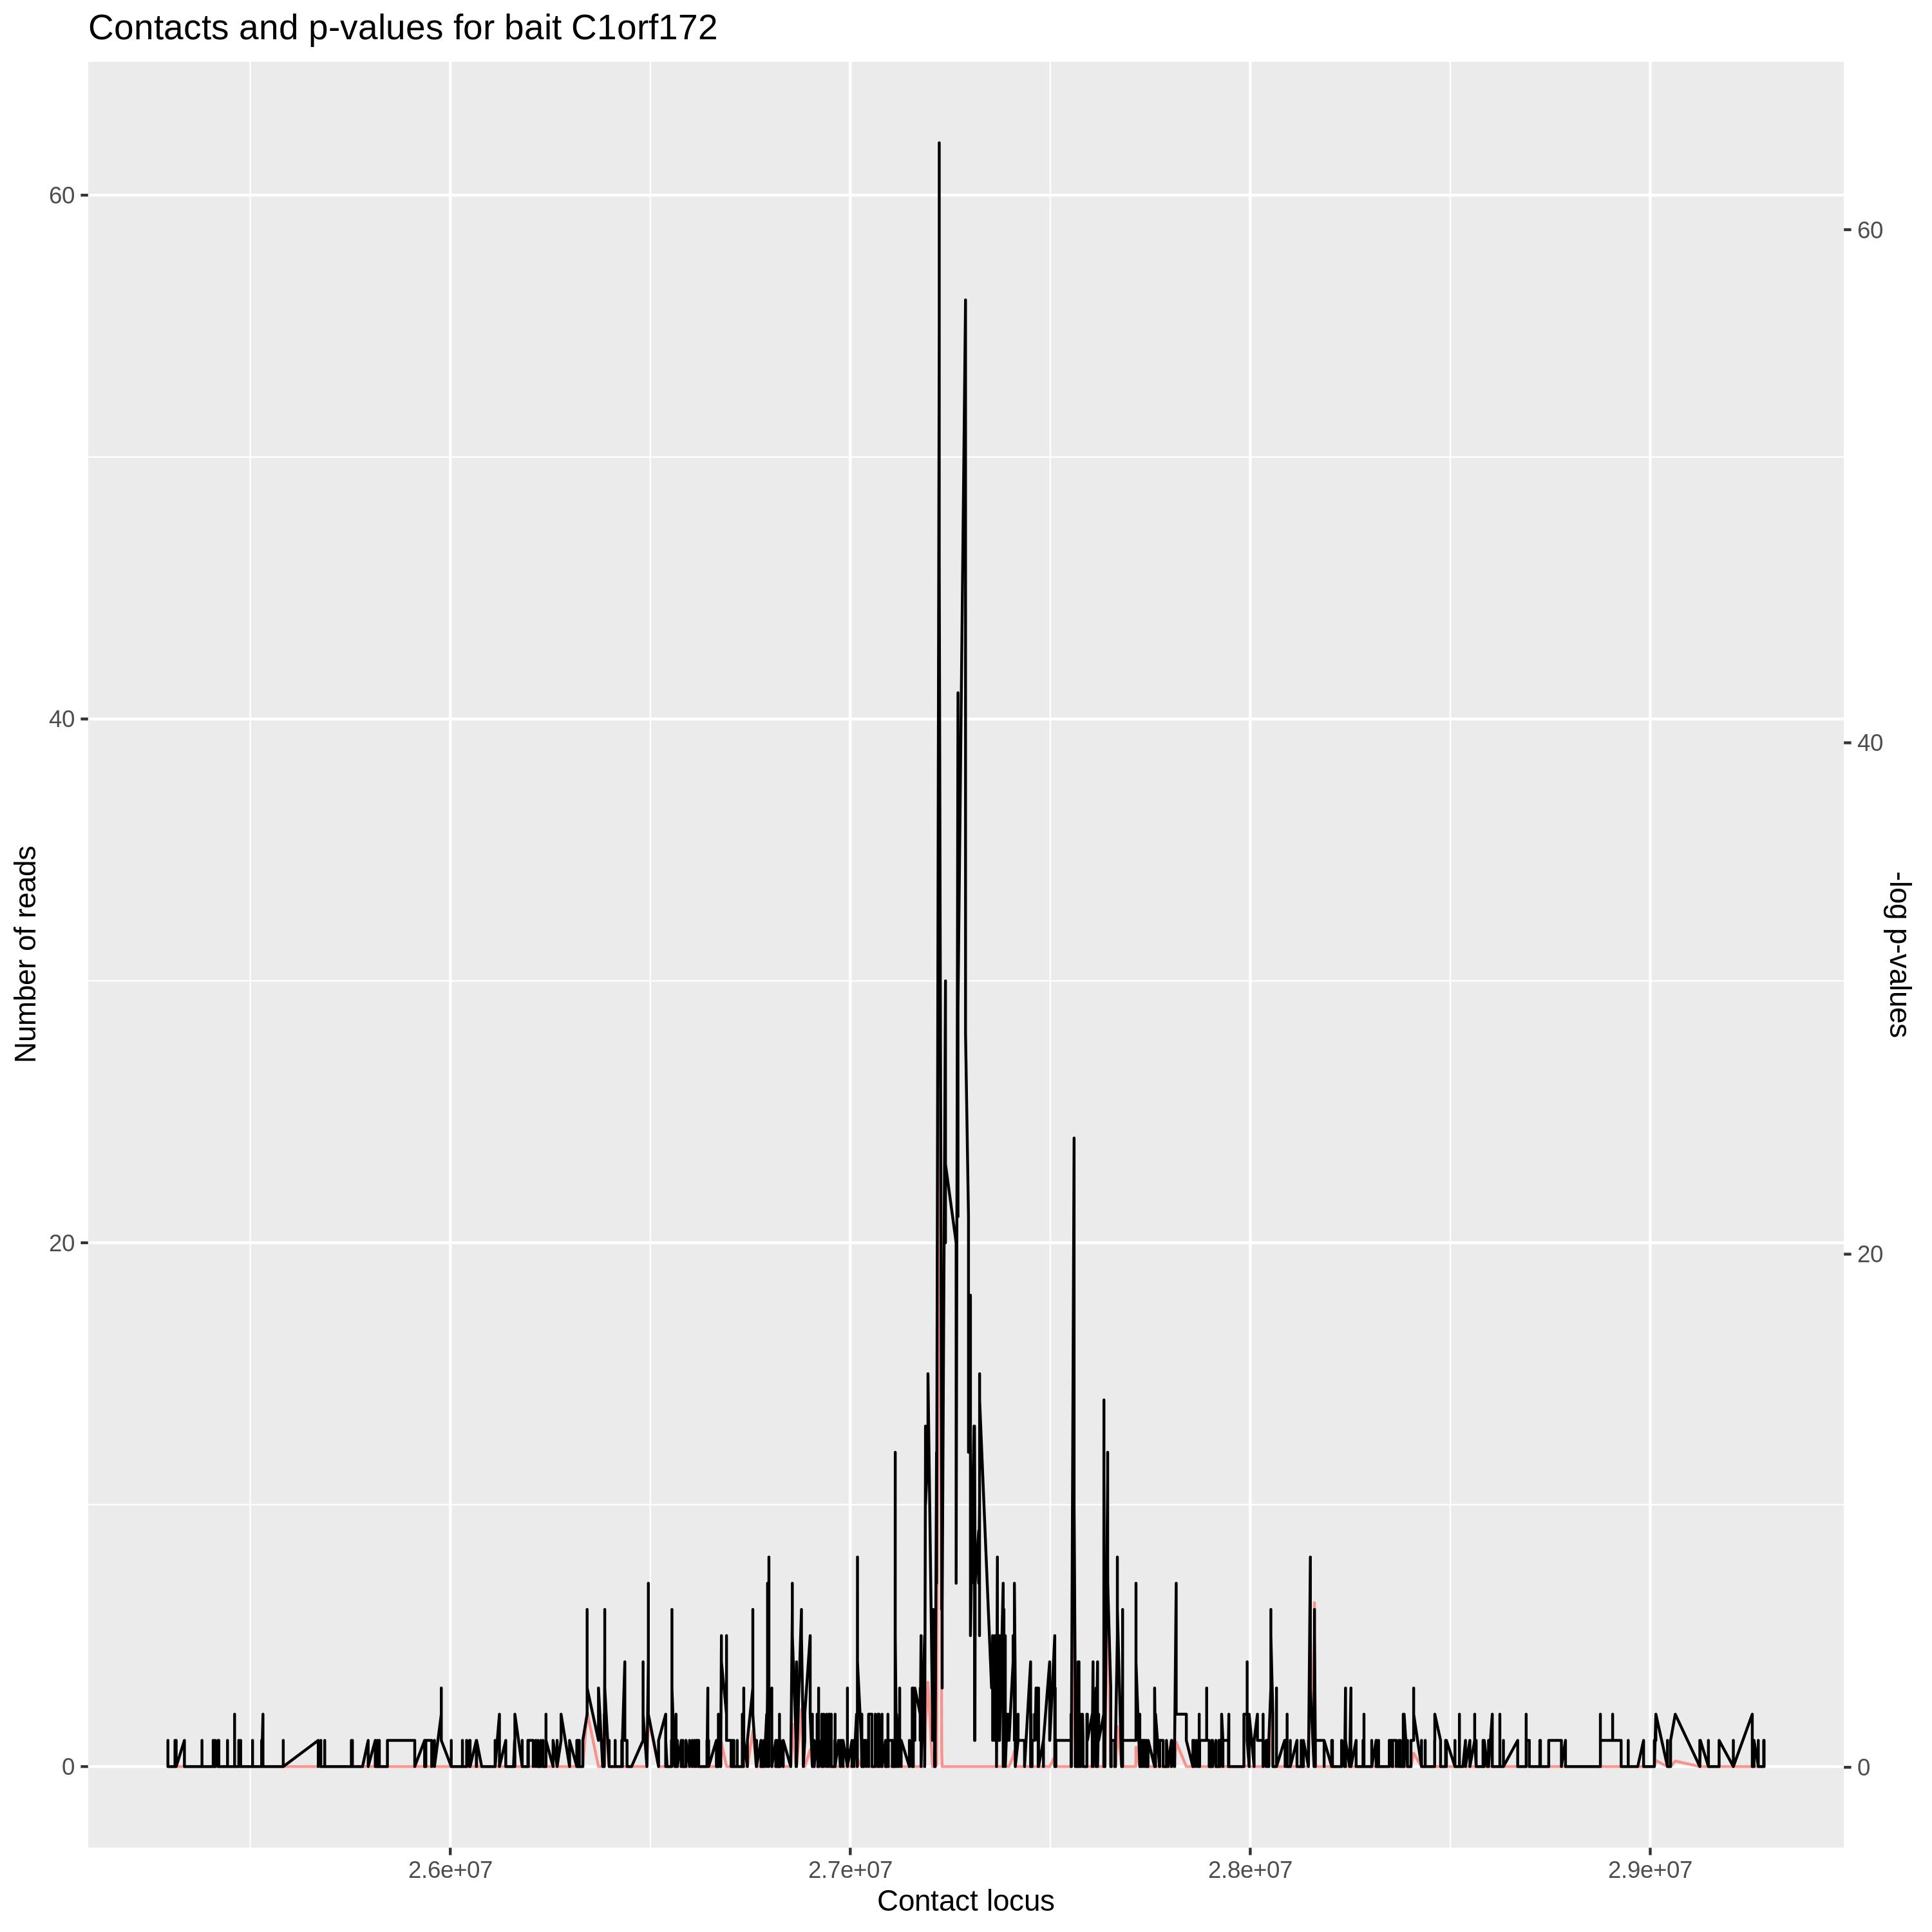 Contacts and p-values for bait C1orf172
60
40
20
0
Number of reads
60
40
20
0
-log p-values
2.6e+07
2.7e+07
2.8e+07
2.9e+07
Contact locus